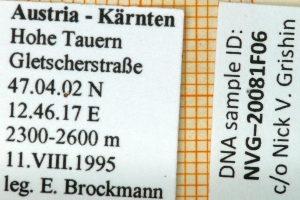 Austria - Kärnten
Hohe Tauern
Gletscherstraße
47.04.02 N
12.46.17 E
2300-2600 m
11.VIII.1995
leg. E. Brockmann
DNA sample ID:
NVG-20081F06
c/o Nick V. Grishin